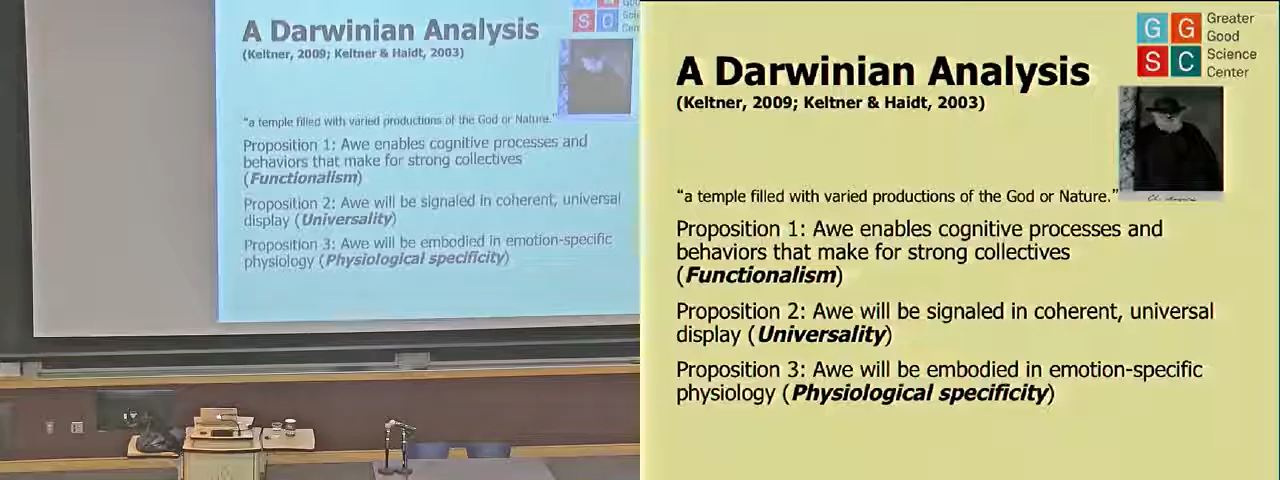 A Darwinian Analysis
(Keltner, 2009; Keltner & Haidt, 2003)
"a temple filled with varied productions of the God or Nature."
Proposition 1: Awe enables cognitive processes and
behaviors that make for strong collectives
(Functionalism)
Proposition 2: Awe will be signaled in coherent, universal
display (Universality)
Proposition 3: Awe will be embodied in emotion-specific
physiology (Physiological specificity)
G G
S C
Greater
Good
Science
Center
A Darwinian Analysis
(Keltner, 2009; Keltner & Haidt, 2003)
“a temple filled with varied productions of the God or Nature.”
Proposition 1: Awe enables cognitive processes and
behaviors that make for strong collectives
(Functionalism)
Proposition 2: Awe will be signaled in coherent, universal
display (Universality)
Proposition 3: Awe will be embodied in emotion-specific
physiology (Physiological specificity)